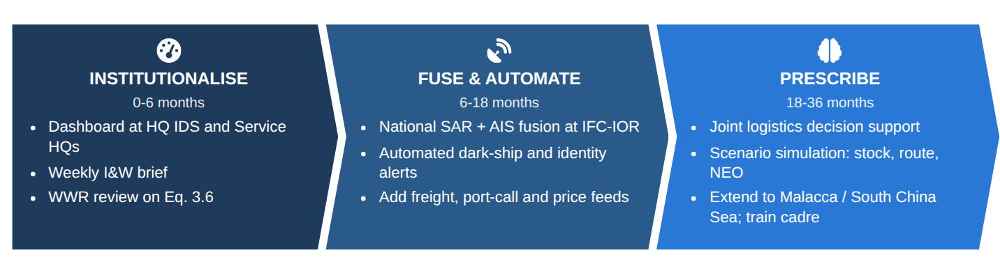 INSTITUTIONALISE
0-6 months
• Dashboard at HQ IDS and Service
HQs
• Weekly I&W brief
• WWR review on Eq. 3.6
FUSE & AUTOMATE
6-18 months
• National SAR + AIS fusion at IFC-IOR
• Automated dark-ship and identity
alerts
• Add freight, port-call and price feeds
PRESCRIBE
18-36 months
• Joint logistics decision support
• Scenario simulation: stock, route,
NEO
• Extend to Malacca / South China
Sea; train cadre